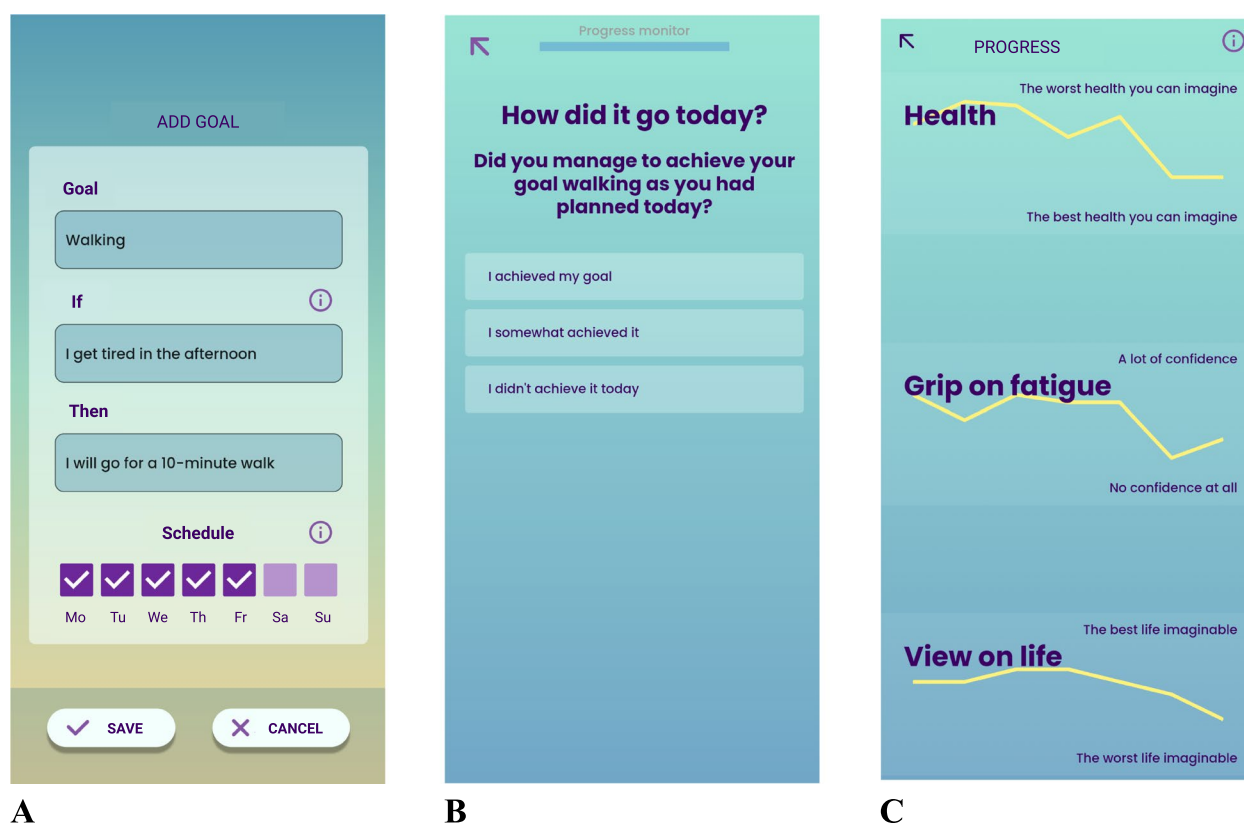 ADD GOAL
Goal
Walking
If
I get tired in the afternoon
Then
I will go for a 10-minute walk
Schedule
Mo Tu We Th Fr Sa Su
SAVE CANCEL
A
Progress monitor
How did it go today?
Did you manage to achieve your
goal walking as you had
planned today?
I achieved my goal
I somewhat achieved it
I didn't achieve it today
B
PROGRESS
The worst health you can imagine
Health
The best health you can imagine
A lot of confidence
Grip on fatigue
No confidence at all
The best life imaginable
View on life
The worst life imaginable
C